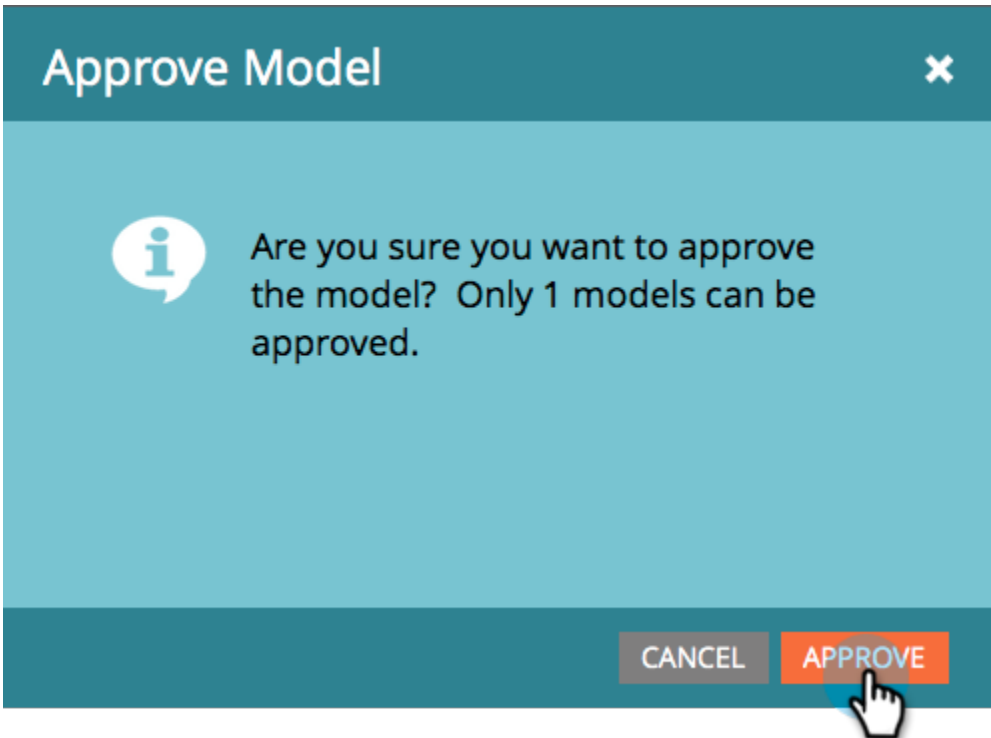 Approve Model
Are you sure you want to approve
the model?  Only 1 models can be
approved.
CANCEL
APPROVE